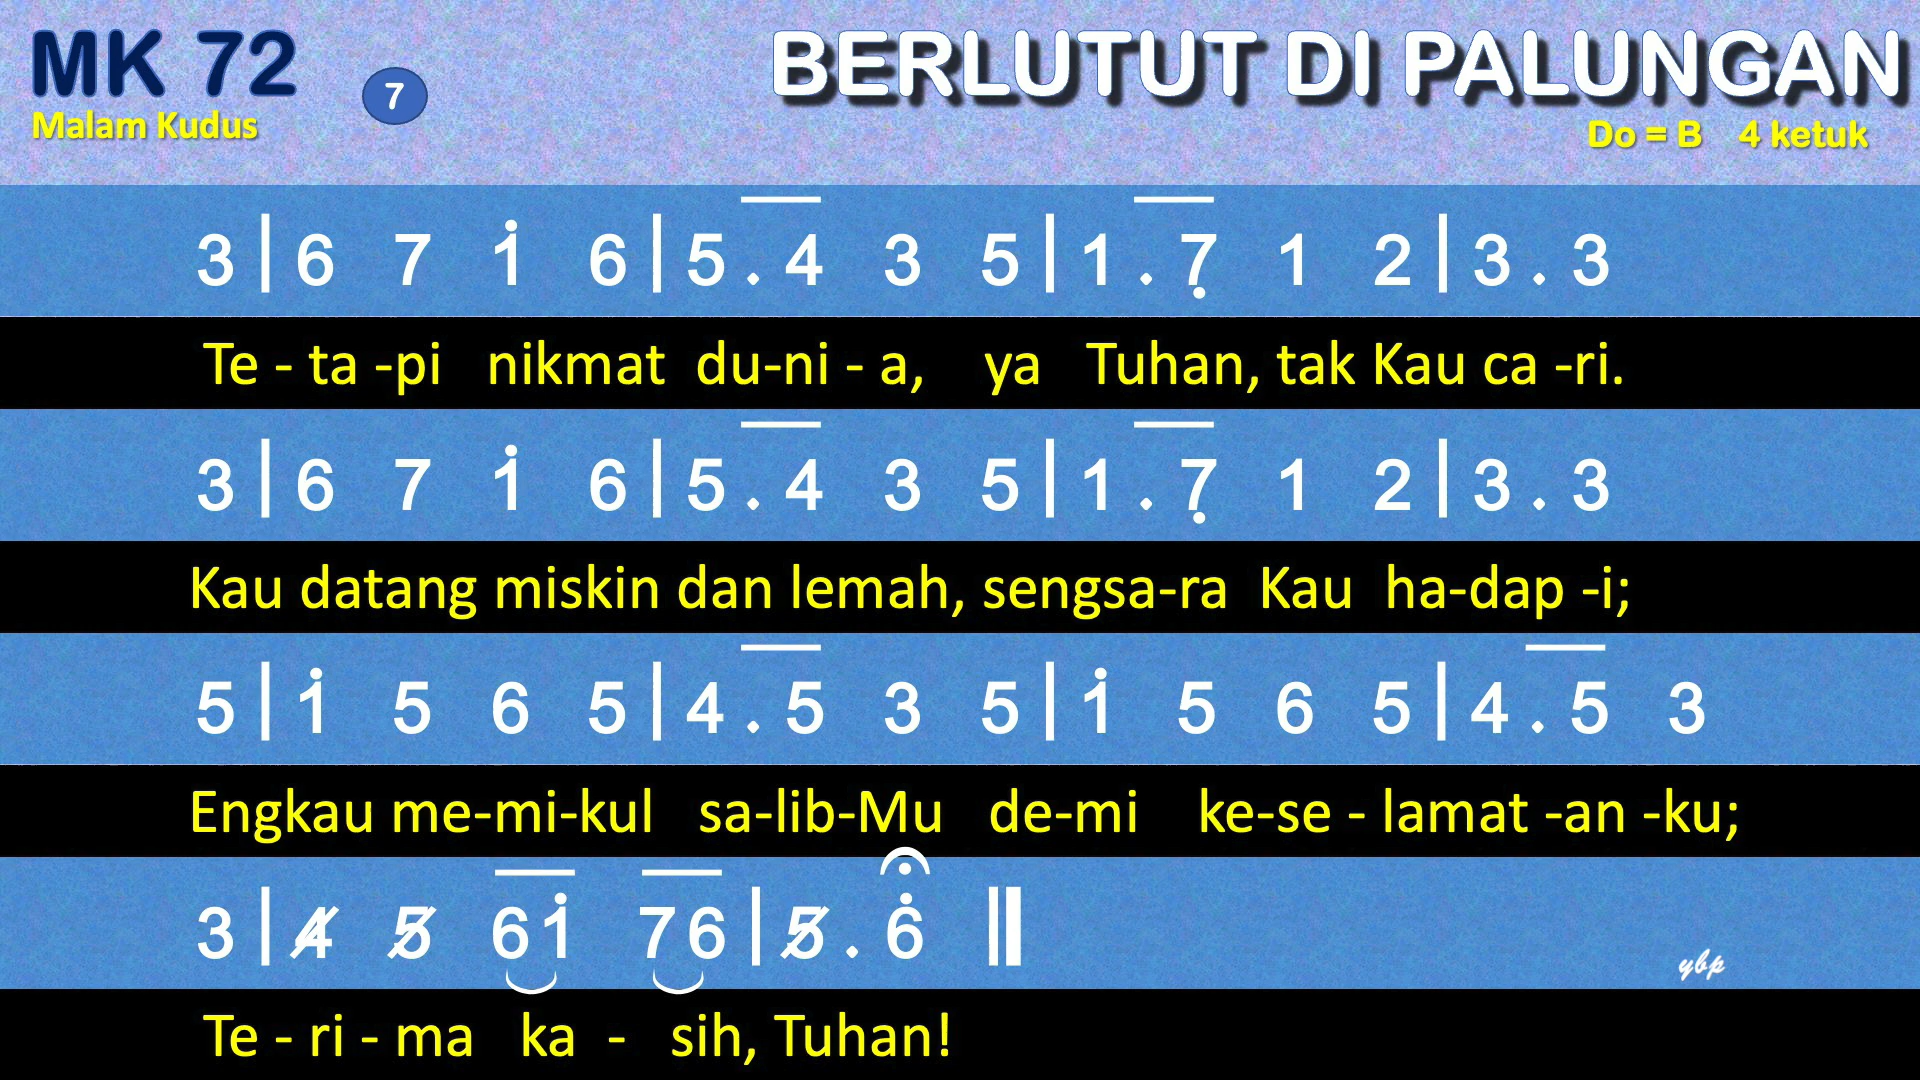 MK 72
Malam Kudus
7
BERLUTUT DI PALUNGAN
Do = B 4 ketuk
3 | 6 7 1̇ 6 | 5 . 4 3 5 | 1 . 7̣ 1 2 | 3 . 3
Te - ta -pi nikmat du-ni - a, ya Tuhan, tak Kau ca -ri.
3 | 6 7 1̇ 6 | 5 . 4 3 5 | 1 . 7̣ 1 2 | 3 . 3
Kau datang miskin dan lemah, sengsa-ra Kau ha-dap -i;
5 | 1̇ 5 6 5 | 4 . 5 3 5 | 1̇ 5 6 5 | 4 . 5 3
Engkau me-mi-kul sa-lib-Mu de-mi ke-se - lamat -an -ku;
3 | 4̸ 5̸ 61̇ 76 | 5̸ . 6̇ ||
ybp
Te - ri - ma ka - sih, Tuhan!